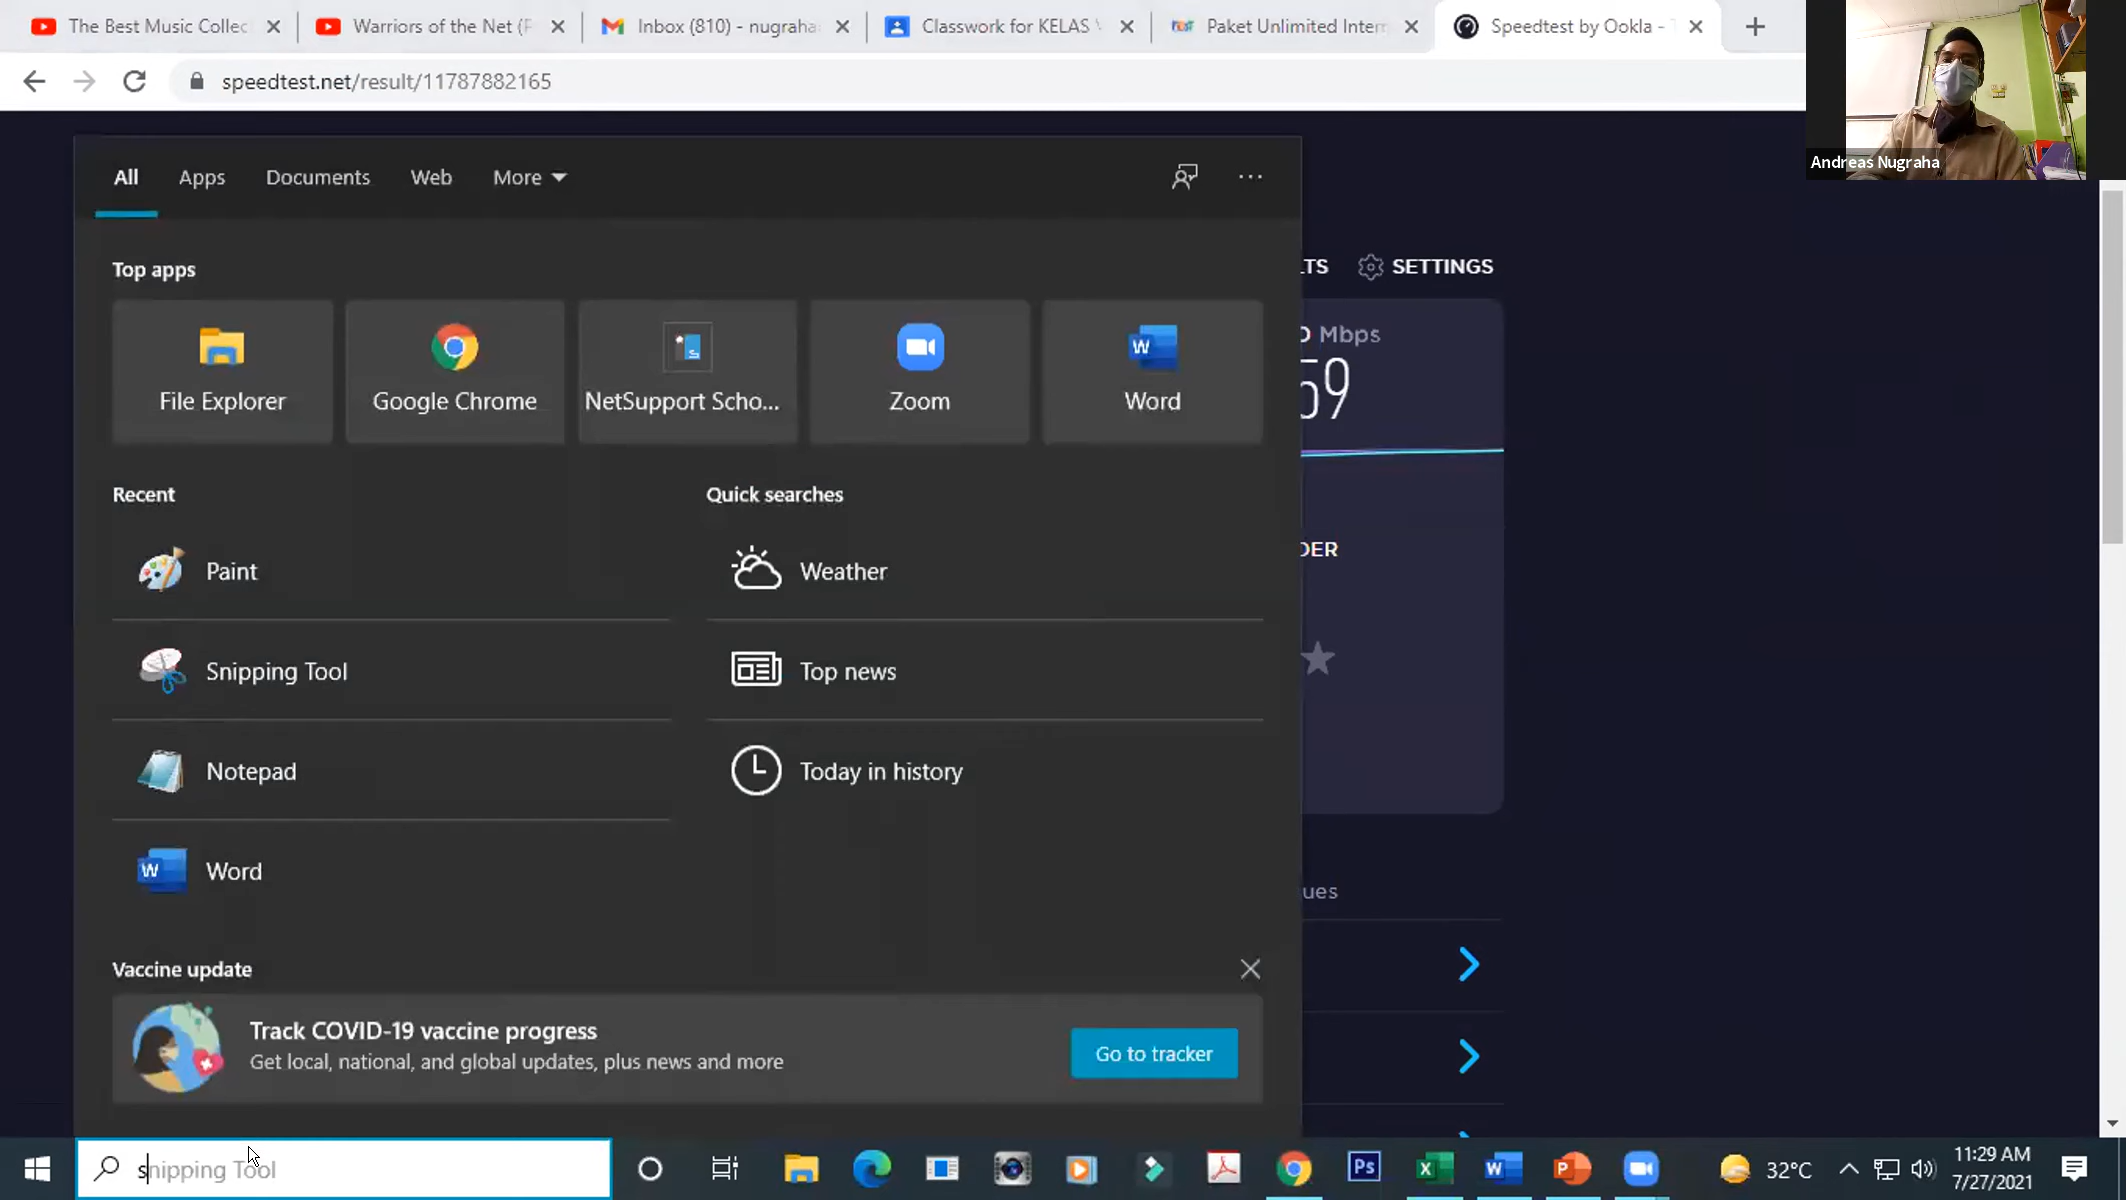 The Best Music Collec
Warriors of the Net (
Inbox (810) - nugraha
Classwork for KELAS
Paket Unlimited Inter
Speedtest by Ookla -
speedtest.net/result/11787882165
Andreas Nugraha
All
Apps
Documents
Web
More
Top apps
LTS
SETTINGS
Mbps
59
File Explorer
Google Chrome
NetSupport Scho...
Zoom
Word
Recent
Quick searches
DER
Paint
Weather
Snipping Tool
Top news
Notepad
Today in history
Word
ues
Vaccine update
Track COVID-19 vaccine progress
Get local, national, and global updates, plus news and more
Go to tracker
snipping Tool
32°C
11:29 AM
7/27/2021